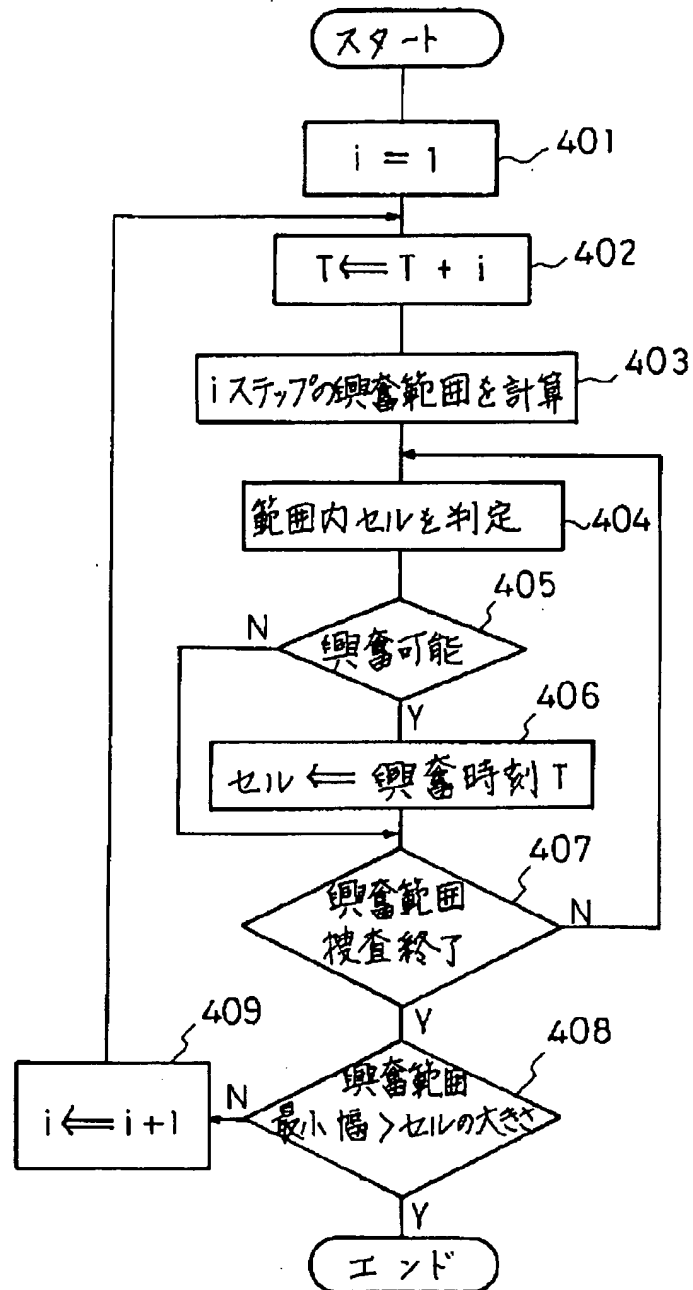 スタート
i = 1
401
T⇐ T + i
402
iステップの興奮範囲を計算
403
範囲内セルを判定
404
405
N
興奮可能
Y
406
セル ⇐ 興奮時刻 T
407
興奮範囲
捜査終了
N
Y
409
408
i⇐ i+1
N
興奮範囲
最小幅>セルの大きさ
Y
エンド